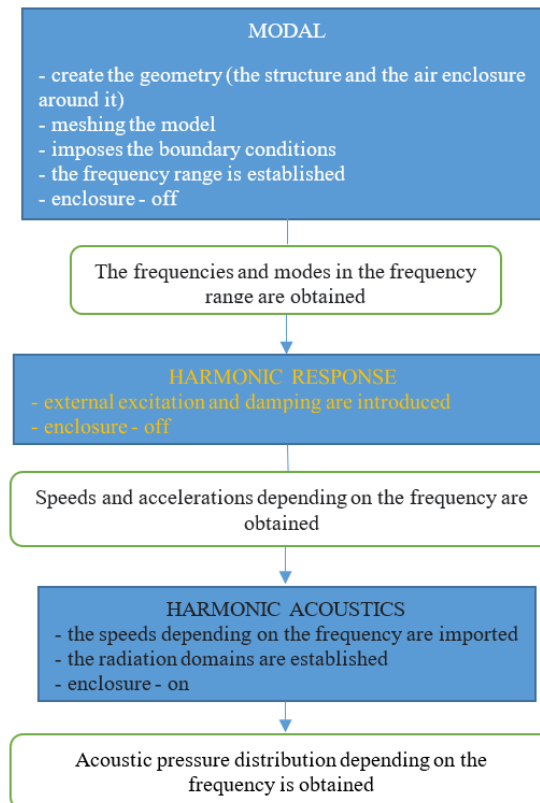 MODAL
- create the geometry (the structure and the air enclosure
around it)
- meshing the model
- imposes the boundary conditions
- the frequency range is established
- enclosure - off
The frequencies and modes in the frequency
range are obtained
HARMONIC RESPONSE
- external excitation and damping are introduced
- enclosure - off
Speeds and accelerations depending on the frequency are
obtained
HARMONIC ACOUSTICS
- the speeds depending on the frequency are imported
- the radiation domains are established
- enclosure - on
Acoustic pressure distribution depending on the
frequency is obtained